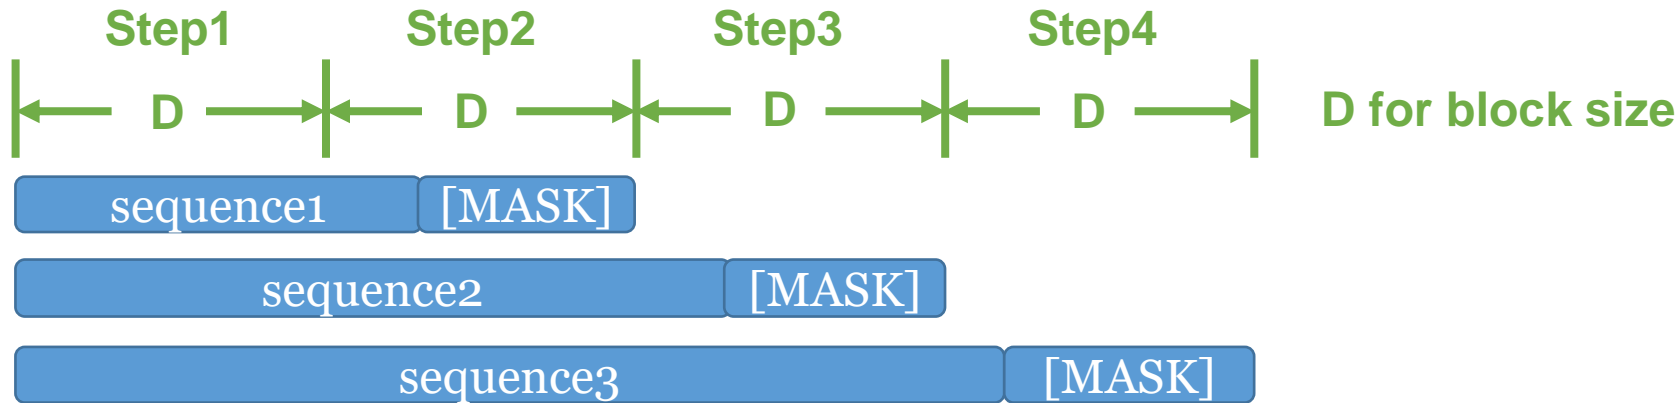 Step1 Step2 Step3 Step4
D D D D D for block size
sequence1 [MASK]
sequence2 [MASK]
sequence3 [MASK]